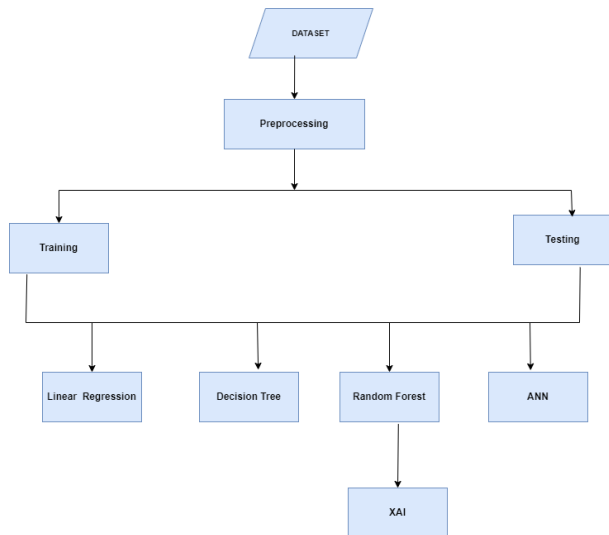 DATASET
Preprocessing
Training
Testing
Linear Regression
Decision Tree
Random Forest
ANN
XAI